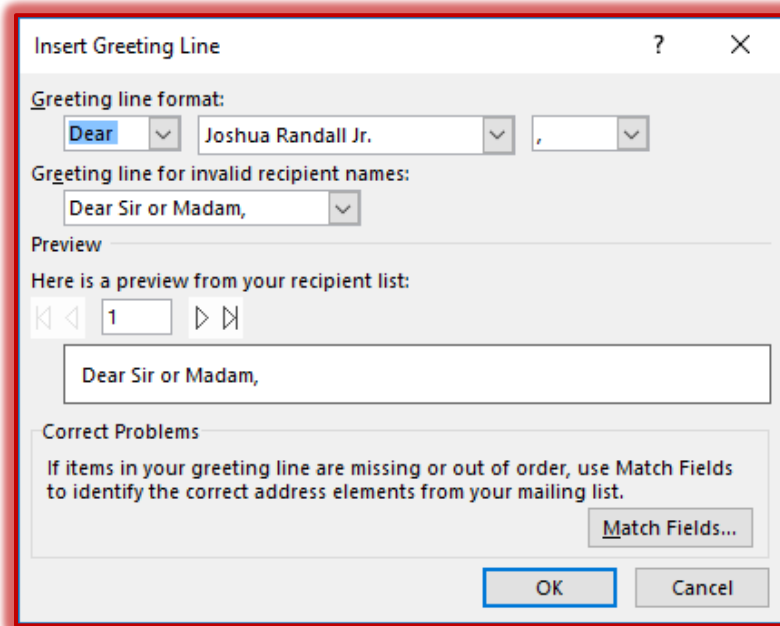 Insert Greeting Line ?
Greeting line format:
Dear Joshua Randall Jr. ,
Greeting line for invalid recipient names:
Dear Sir or Madam,
Preview
Here is a preview from your recipient list:
1
Dear Sir or Madam,
Correct Problems
If items in your greeting line are missing or out of order, use Match Fields
to identify the correct address elements from your mailing list.
Match Fields...
OK Cancel